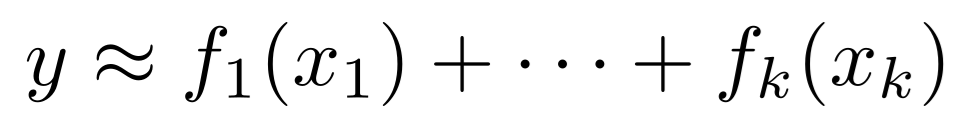 y ≈ f₁(x₁) + ⋯ + fₖ(xₖ)